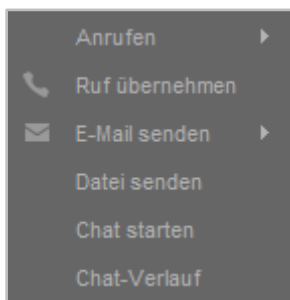 Anrufen
Ruf übernehmen
E-Mail senden
Datei senden
Chat starten
Chat-Verlauf